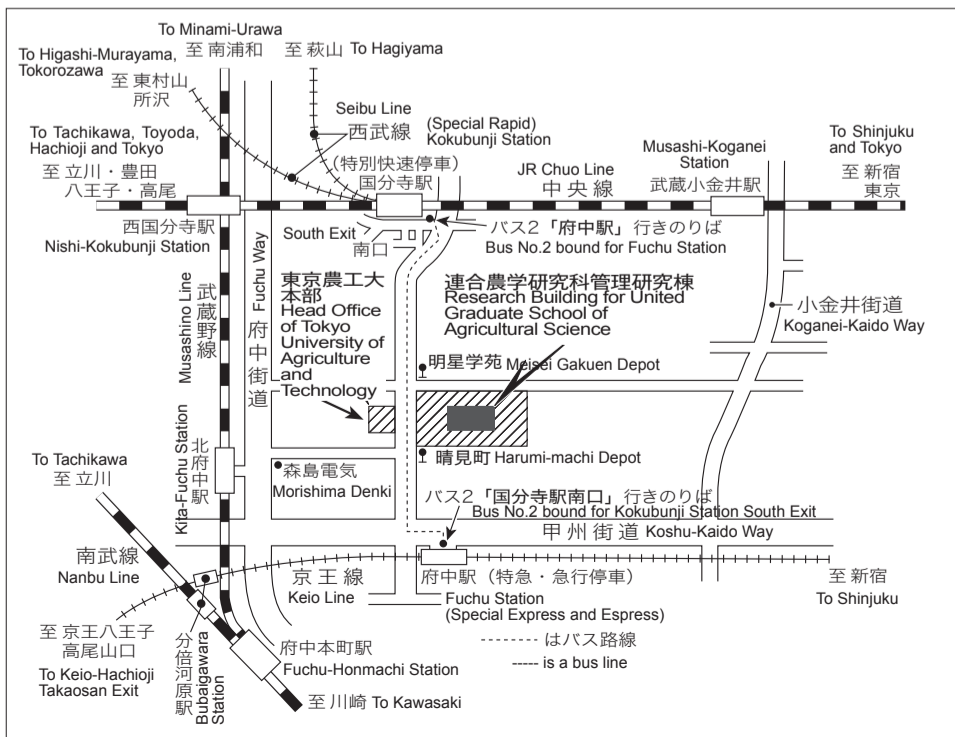 To Minami-Urawa
至 南浦和
至 萩山 To Hagiyama
To Higashi-Murayama,
Tokorozawa
至 東村山
所沢
Seibu Line
西武線
(Special Rapid)
Kokubunji Station
(特別快速停車)
国分寺駅
To Tachikawa, Toyoda,
Hachioji and Tokyo
至 立川・豊田
八王子・高尾
JR Chuo Line
中央線
Musashi-Koganei
Station
武蔵小金井駅
To Shinjuku
and Tokyo
至 新宿
東京
西国分寺駅
Nishi-Kokubunji Station
South Exit
南口
バス2「府中駅」行きのりば
Bus No.2 bound for Fuchu Station
Musashino Line
武蔵野線
Fuchu Way
府中街道
東京農工大
本部
Head Office
of Tokyo
University of
Agriculture
and
Technology
連合農学研究科管理研究棟
Research Building for United
Graduate School of
Agricultural Science
小金井街道
Koganei-Kaido Way
明星学苑 Meisei Gakuen Depot
Kita-Fuchu Station
北府中駅
森島電気
Morishima Denki
晴見町 Harumi-machi Depot
バス2「国分寺駅南口」行きのりば
Bus No.2 bound for Kokubunji Station South Exit
甲州街道 Koshu-Kaido Way
To Tachikawa
至 立川
南武線
Nanbu Line
京王線
Keio Line
府中駅（特急・急行停車）
Fuchu Station
(Special Express and Espress)
至 新宿
To Shinjuku
至 京王八王子
高尾山口
To Keio-Hachioji
Takaosan Exit
分倍河原駅
Bubaigawara
Station
府中本町駅
Fuchu-Honmachi Station
至 川崎 To Kawasaki
------- はバス路線
----- is a bus line